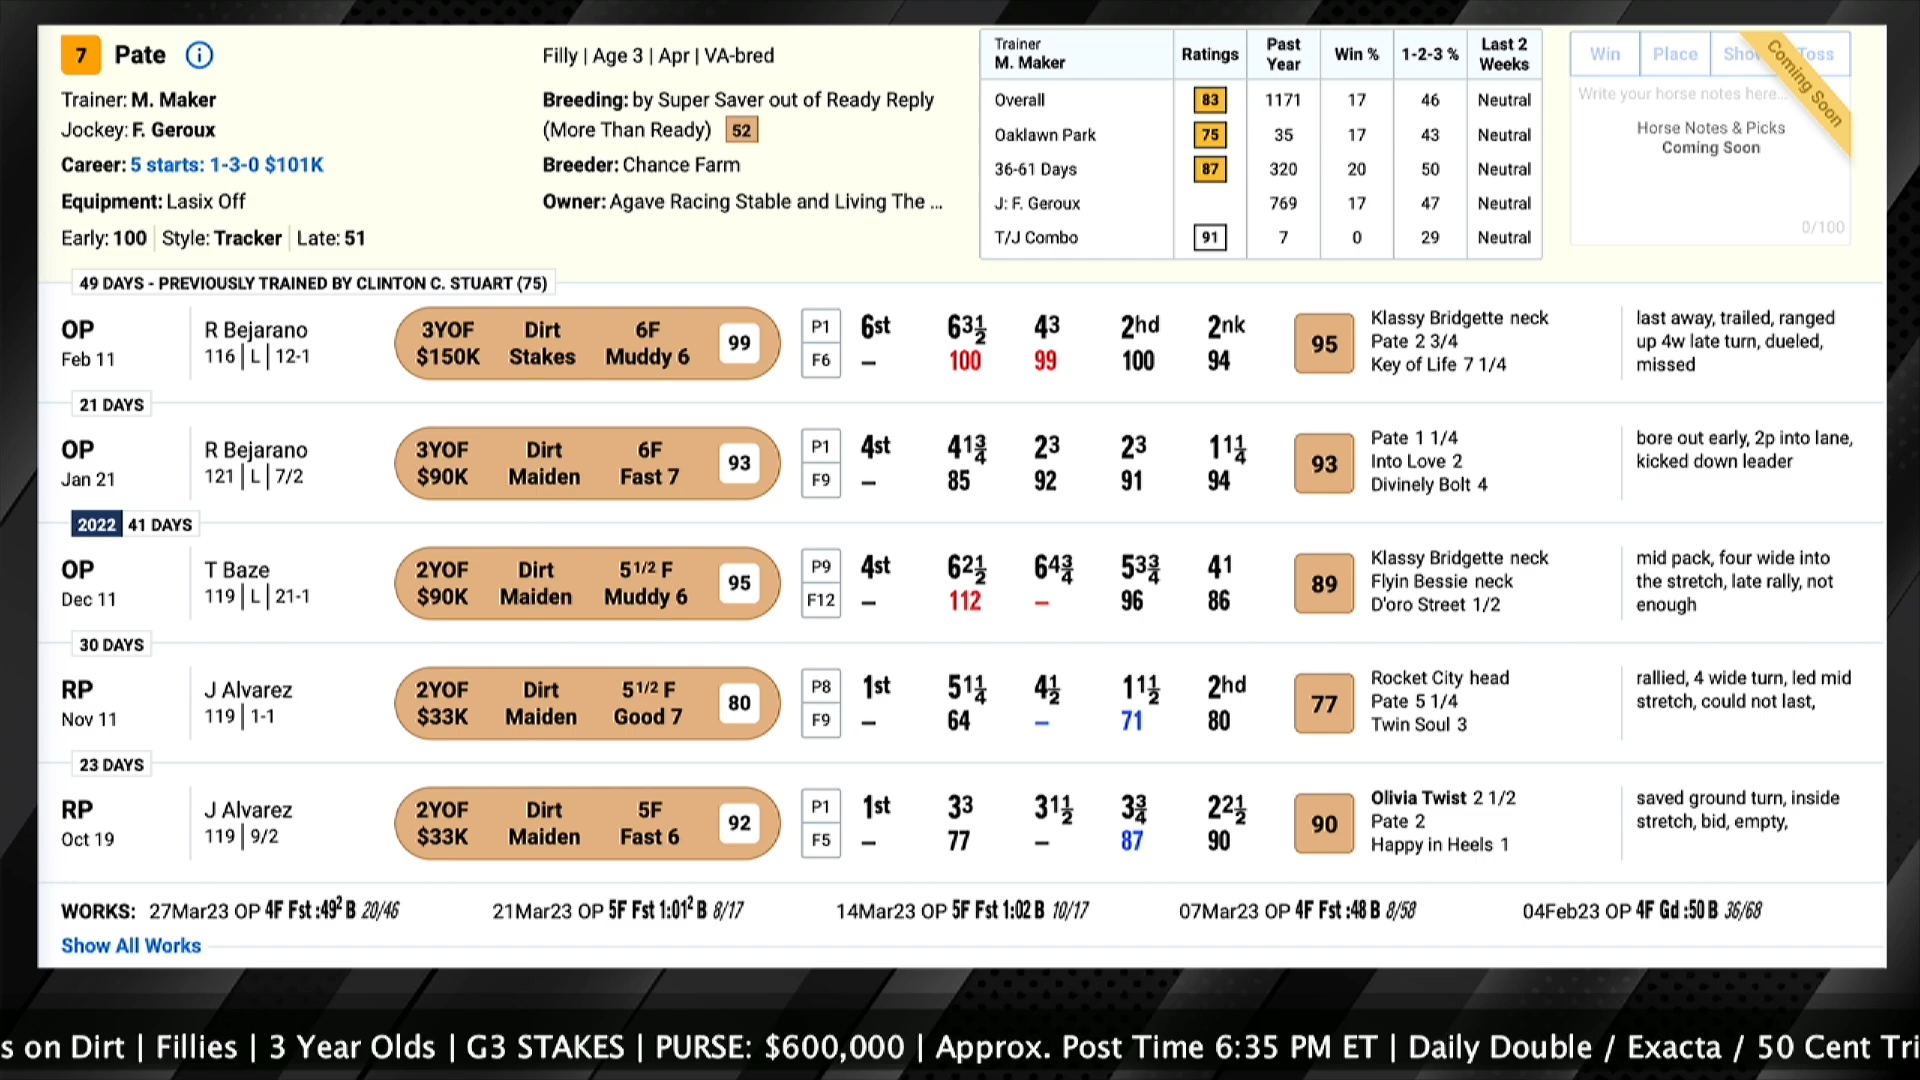 7 Pate i
Filly | Age 3 | Apr | VA-bred
Trainer: M. Maker
Jockey: F. Geroux
Career: 5 starts: 1-3-0 $101K
Equipment: Lasix Off
Early: 100 | Style: Tracker | Late: 51
Breeding: by Super Saver out of Ready Reply
(More Than Ready) 52
Breeder: Chance Farm
Owner: Agave Racing Stable and Living The ...
Trainer M. Maker Ratings Past Year Win % 1-2-3 % Last 2 Weeks
Overall 83 1171 17 46 Neutral
Oaklawn Park 75 35 17 43 Neutral
36-61 Days 87 320 20 50 Neutral
J: F. Geroux 769 17 47 Neutral
T/J Combo 91 7 0 29 Neutral
Win Place Show Toss
Coming Soon
Write your horse notes here...
Horse Notes & Picks
Coming Soon
0/100
49 DAYS - PREVIOUSLY TRAINED BY CLINTON C. STUART (75)
OP R Bejarano 3YOF Dirt 6F 99 P1 6st 63½ 43 2hd 2nk 95 Klassy Bridgette neck last away, trailed, ranged
Feb 11 116 | L | 12-1 $150K Stakes Muddy 6 F6 – 100 99 100 94 Pate 2 3/4 up 4w late turn, dueled,
Key of Life 7 1/4 missed
21 DAYS
OP R Bejarano 3YOF Dirt 6F 93 P1 4st 41¾ 23 23 11¼ 93 Pate 1 1/4 bore out early, 2p into lane,
Jan 21 121 | L | 7/2 $90K Maiden Fast 7 F9 – 85 92 91 94 Into Love 2 kicked down leader
Divinely Bolt 4
2022 41 DAYS
OP T Baze 2YOF Dirt 5 1/2 F 95 P9 4st 62½ 64¾ 53¾ 41 89 Klassy Bridgette neck mid pack, four wide into
Dec 11 119 | L | 21-1 $90K Maiden Muddy 6 F12 – 112 – 96 86 Flyin Bessie neck the stretch, late rally, not
D'oro Street 1/2 enough
30 DAYS
RP J Alvarez 2YOF Dirt 5 1/2 F 80 P8 1st 51¼ 4½ 11½ 2hd 77 Rocket City head rallied, 4 wide turn, led mid
Nov 11 119 | 1-1 $33K Maiden Good 7 F9 – 64 – 71 80 Pate 5 1/4 stretch, could not last,
Twin Soul 3
23 DAYS
RP J Alvarez 2YOF Dirt 5F 92 P1 1st 33 31½ 3¾ 22½ 90 Olivia Twist 2 1/2 saved ground turn, inside
Oct 19 119 | 9/2 $33K Maiden Fast 6 F5 – 77 – 87 90 Pate 2 stretch, bid, empty,
Happy in Heels 1
WORKS: 27Mar23 OP 4F Fst :49² B 20/46 21Mar23 OP 5F Fst 1:01² B 8/17 14Mar23 OP 5F Fst 1:02 B 10/17 07Mar23 OP 4F Fst :48 B 8/58 04Feb23 OP 4F Gd :50 B 36/68
Show All Works
s on Dirt | Fillies | 3 Year Olds | G3 STAKES | PURSE: $600,000 | Approx. Post Time 6:35 PM ET | Daily Double / Exacta / 50 Cent Tri